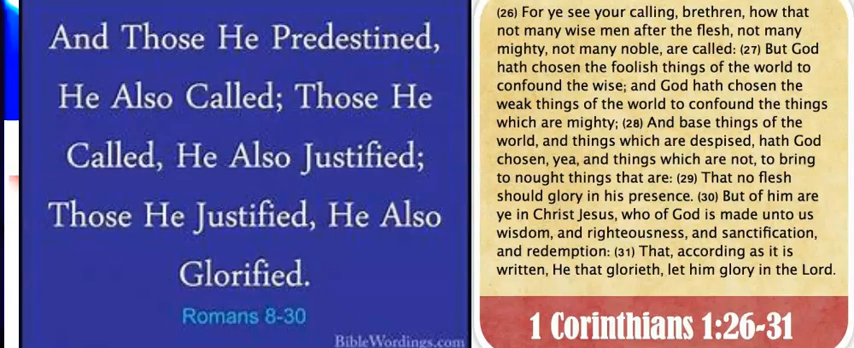 And Those He Predestined,
He Also Called; Those He
Called, He Also Justified;
Those He Justified, He Also
Glorified.
Romans 8-30
BibleWordings.com
(26) For ye see your calling, brethren, how that
not many wise men after the flesh, not many
mighty, not many noble, are called: (27) But God
hath chosen the foolish things of the world to
confound the wise; and God hath chosen the
weak things of the world to confound the things
which are mighty; (28) And base things of the
world, and things which are despised, hath God
chosen, yea, and things which are not, to bring
to nought things that are: (29) That no flesh
should glory in his presence. (30) But of him are
ye in Christ Jesus, who of God is made unto us
wisdom, and righteousness, and sanctification,
and redemption: (31) That, according as it is
written, He that glorieth, let him glory in the Lord.
1 Corinthians 1:26-31